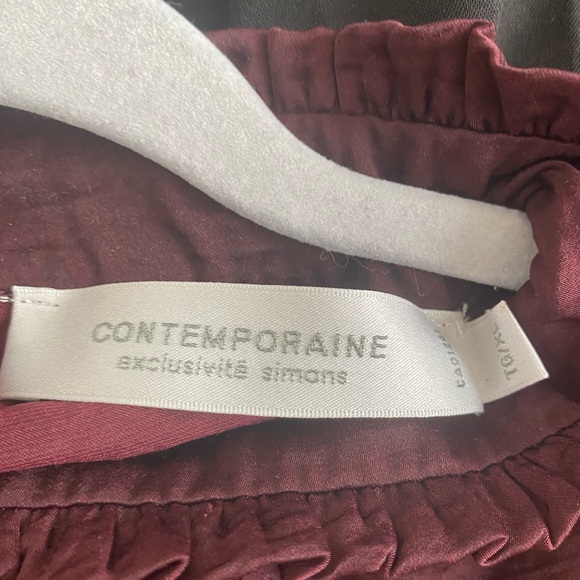 CONTEMPORAINE
exclusivité simons
TG/XL